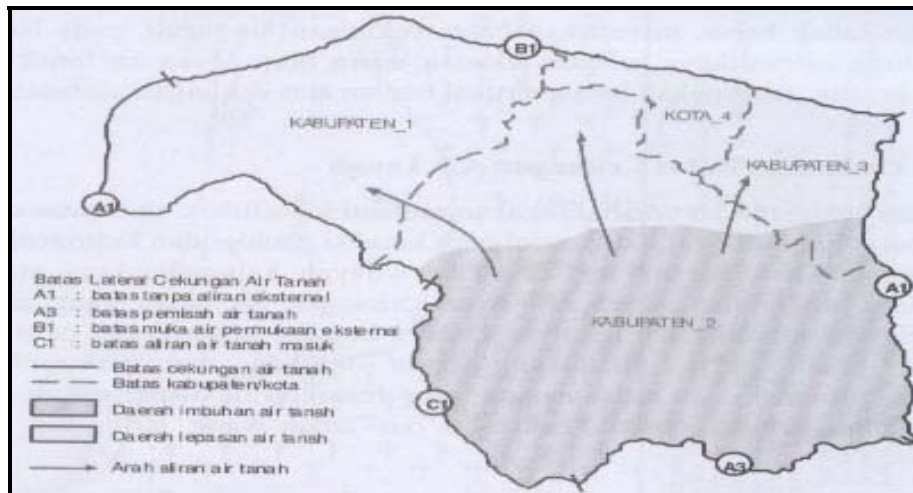 B1
KABUPATEN_1
KOTA_4
KABUPATEN_3
A1
Batas Lateral Cekungan Air Tanah
A1 : batas tanpa aliran eksternal
A3 : batas pemisah air tanah
B1 : batas muka air permukaan eksternal
C1 : batas aliran air tanah masuk
Batas cekungan air tanah
Batas kabupaten/kota
Daerah imbuhan air tanah
Daerah lepasan air tanah
Arah aliran air tanah
A1
KABUPATEN_2
C1
A3